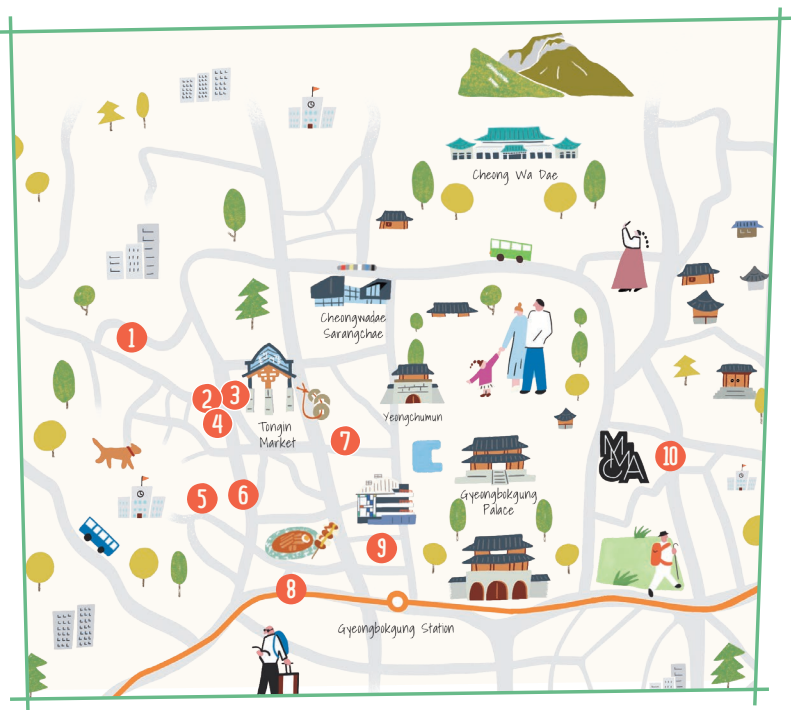 Cheong Wa Dae
Cheongwadae
Sarangchae
1
2
3
4
Tongin
Market
Yeongchumun
7
MMCA
10
5
6
Gyeongbokgung
Palace
9
8
Gyeongbokgung Station